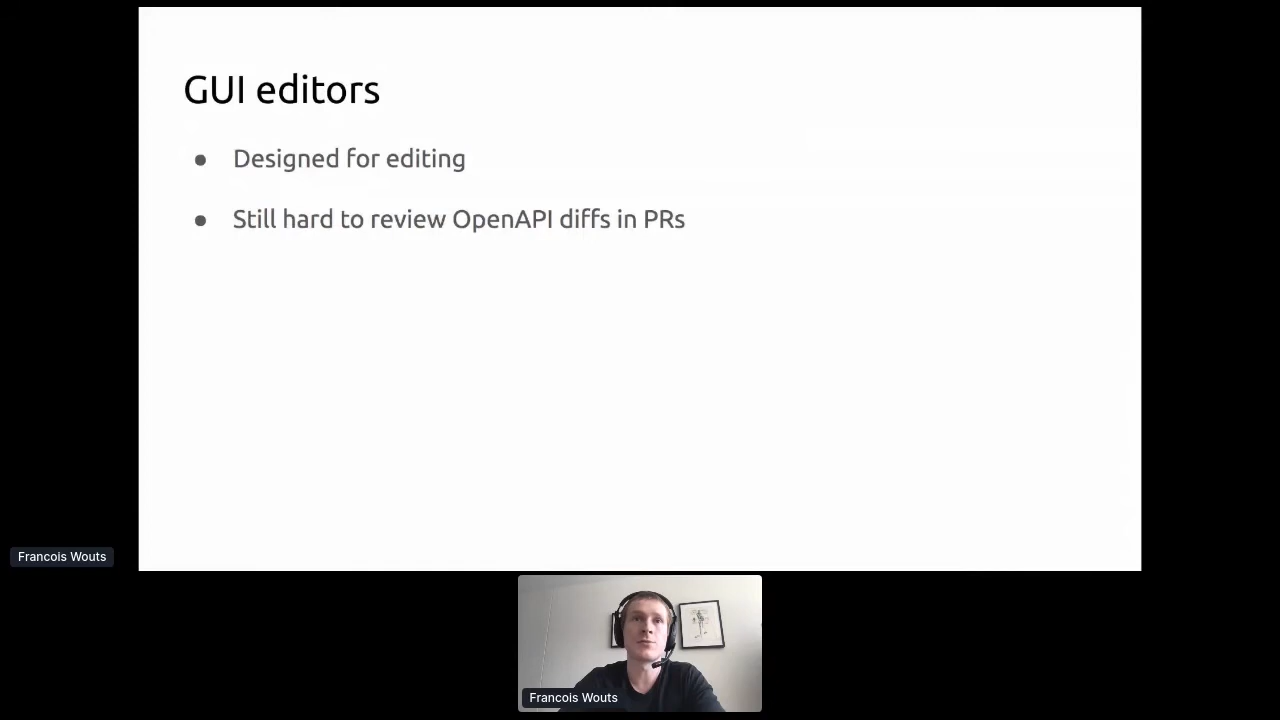 GUI editors
● Designed for editing
● Still hard to review OpenAPI diffs in PRs
Francois Wouts
Francois Wouts